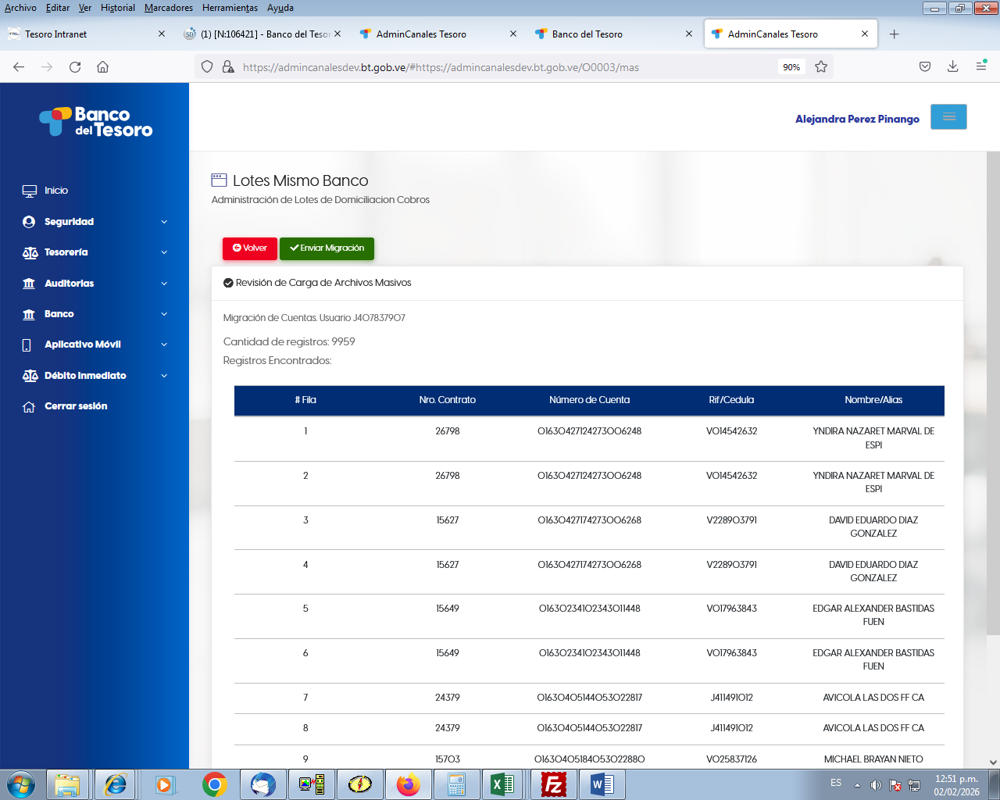 Archivo Editar Ver Historial Marcadores Herramientas Ayuda
Tesoro Intranet
(1) [N:106421] - Banco del Tesor
AdminCanales Tesoro
Banco del Tesoro
AdminCanales Tesoro
https://admincanalesdev.bt.gob.ve/#https://admincanalesdev.bt.gob.ve/O0003/mas
90%
Banco
del Tesoro
Alejandra Perez Pinango
Inicio
Seguridad
Tesorería
Auditorias
Banco
Aplicativo Móvil
Débito Inmediato
Cerrar sesión
Lotes Mismo Banco
Administración de Lotes de Domiciliacion Cobros
Volver
Enviar Migración
Revisión de Carga de Archivos Masivos
Migración de Cuentas. Usuario J407837907
Cantidad de registros: 9959
Registros Encontrados:
# Fila Nro. Contrato Número de Cuenta Rif/Cedula Nombre/Alias
1 26798 01630427124273006248 V014542632 YNDIRA NAZARET MARVAL DE
ESPI
2 26798 01630427124273006248 V014542632 YNDIRA NAZARET MARVAL DE
ESPI
3 15627 01630427174273006268 V228903791 DAVID EDUARDO DIAZ
GONZALEZ
4 15627 01630427174273006268 V228903791 DAVID EDUARDO DIAZ
GONZALEZ
5 15649 01630234102343011448 V017963843 EDGAR ALEXANDER BASTIDAS
FUEN
6 15649 01630234102343011448 V017963843 EDGAR ALEXANDER BASTIDAS
FUEN
7 24379 01630405144053022817 J411491012 AVICOLA LAS DOS FF CA
8 24379 01630405144053022817 J411491012 AVICOLA LAS DOS FF CA
9 15703 01630405184053022880 V025837126 MICHAEL BRAYAN NIETO
ES
12:51 p.m.
02/02/2026